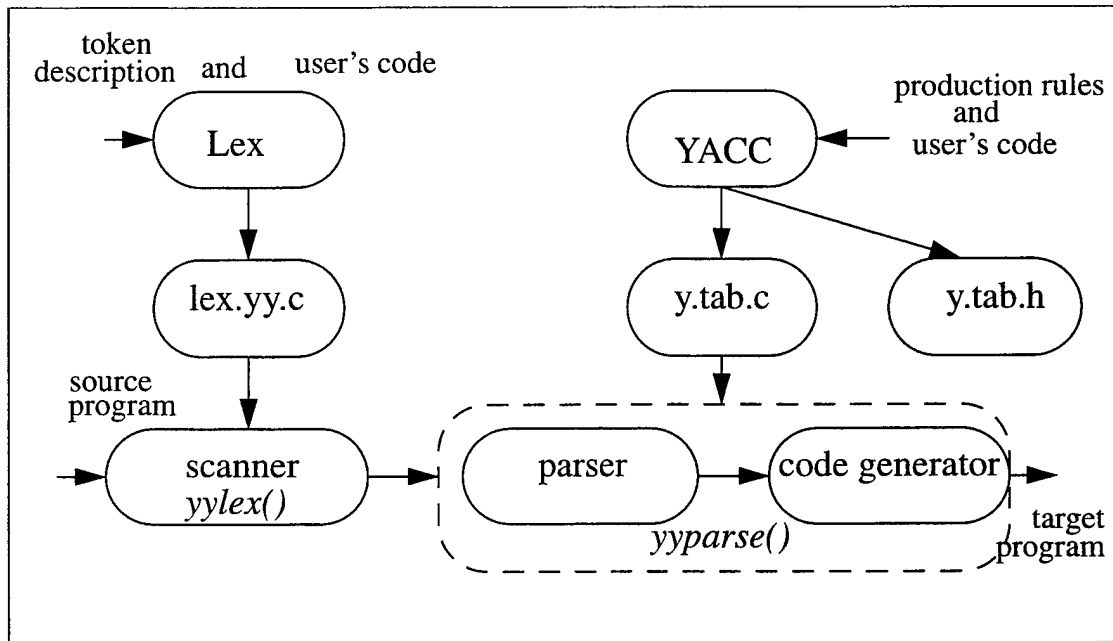 token
description and user's code
Lex
YACC
production rules
and
user's code
lex.yy.c
y.tab.c
y.tab.h
source
program
scanner
yylex()
parser
code generator
yyparse()
target
program